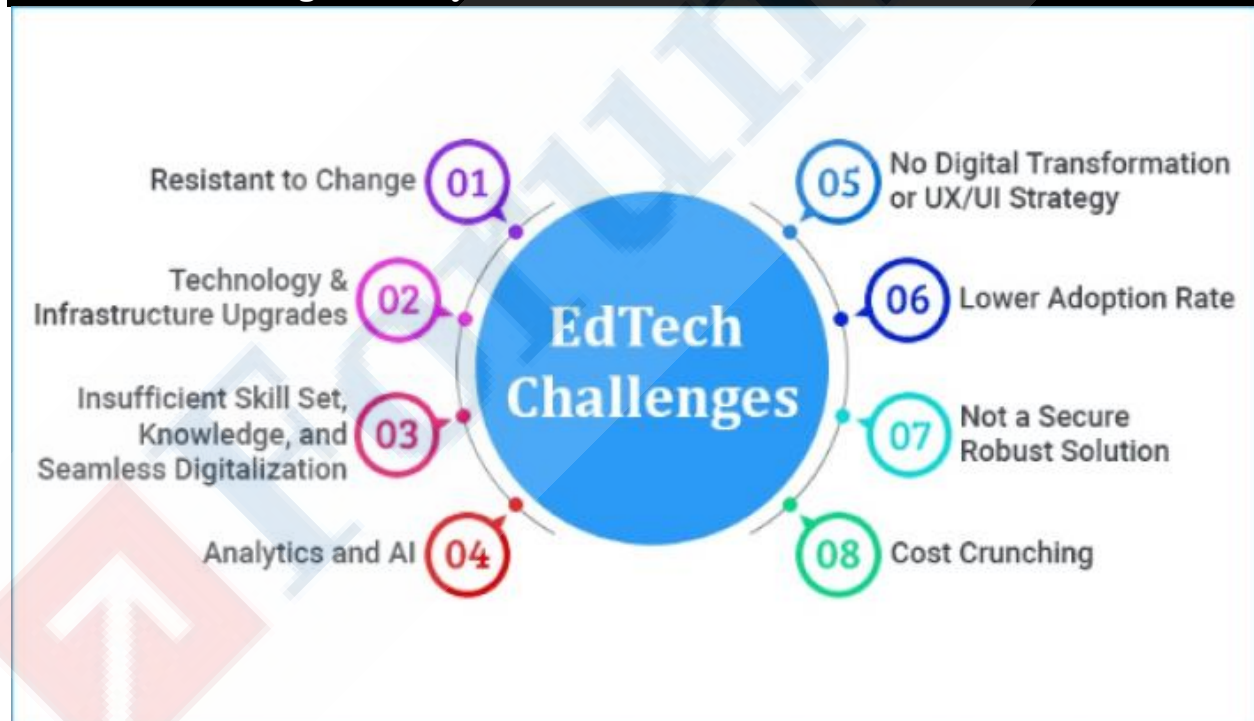 Resistant to Change
01
Technology &
Infrastructure Upgrades
02
Insufficient Skill Set,
Knowledge, and
Seamless Digitalization
03
Analytics and AI
04
EdTech
Challenges
05
No Digital Transformation
or UX/UI Strategy
06
Lower Adoption Rate
07
Not a Secure
Robust Solution
08
Cost Crunching